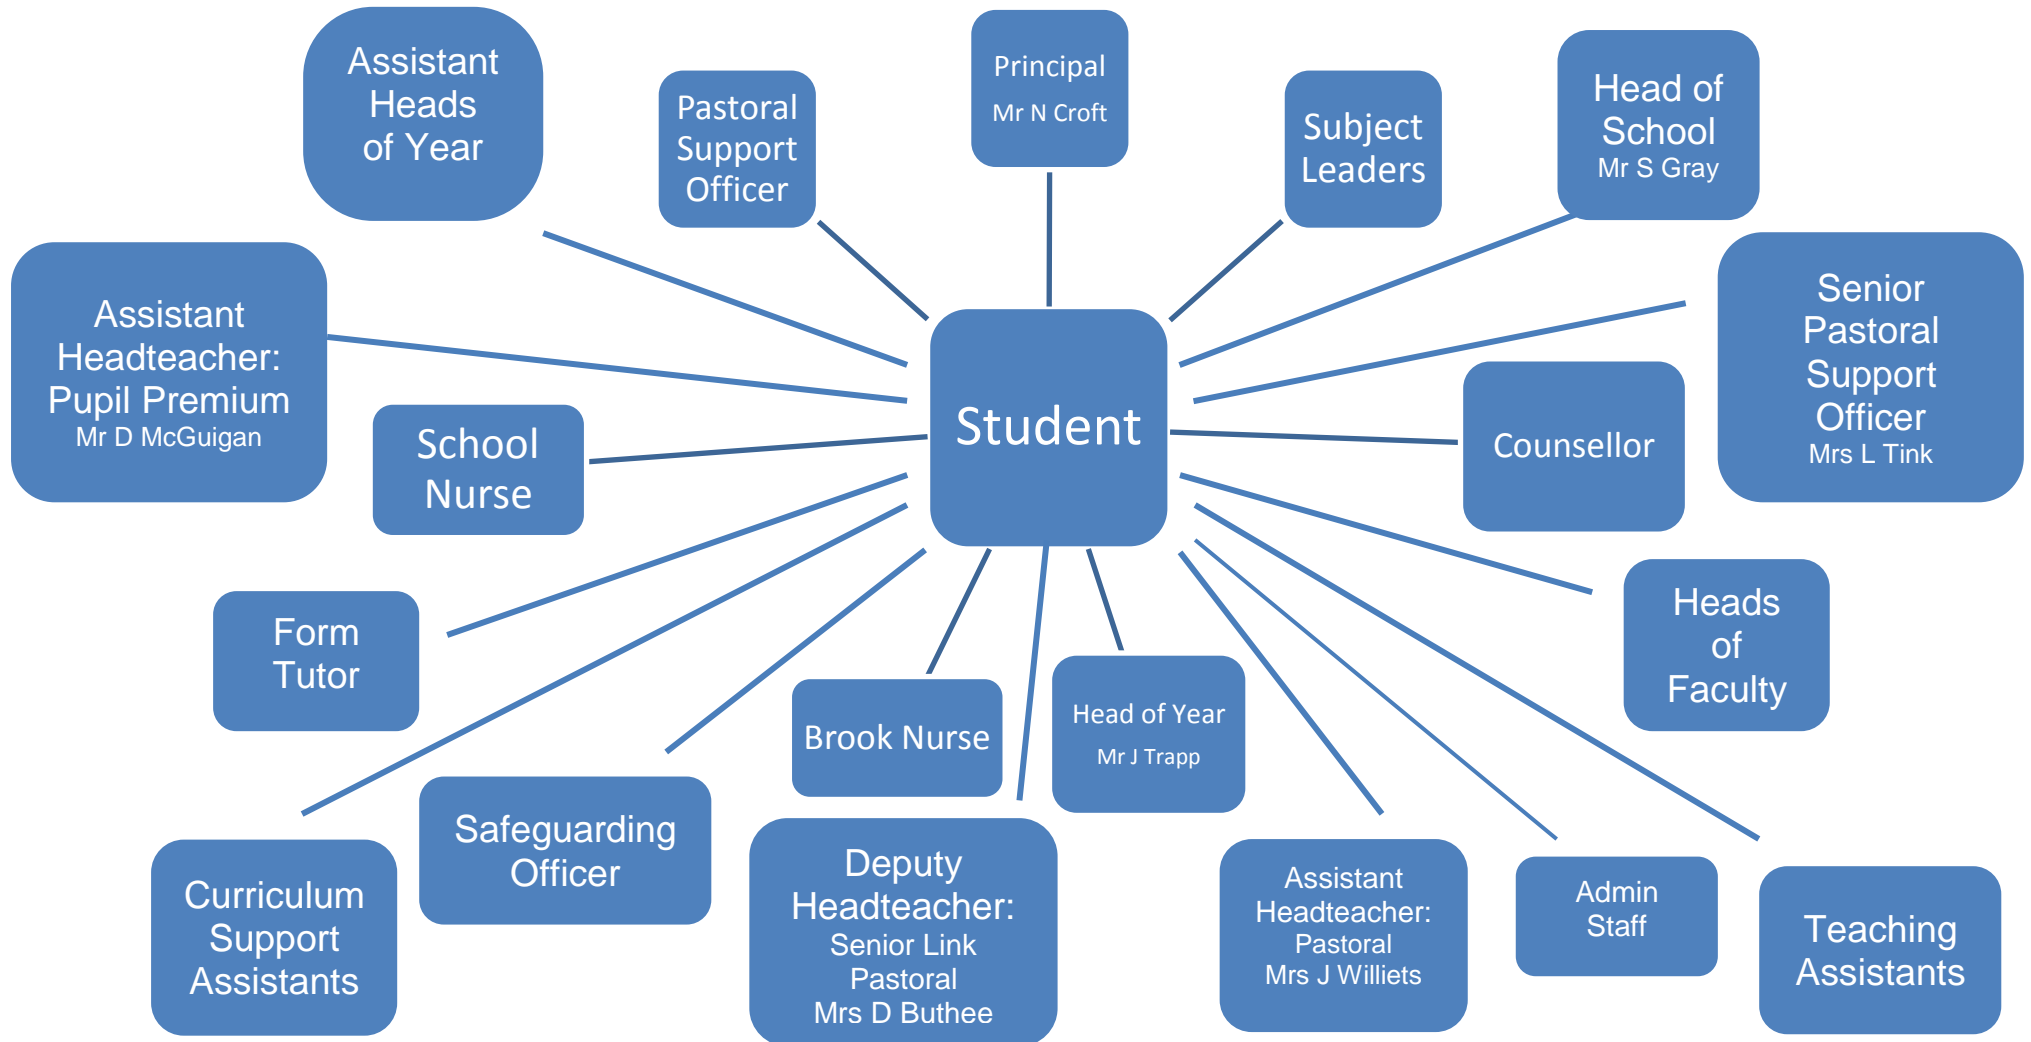 Assistant
Heads
of Year
Pastoral
Support
Officer
Principal
Mr N Croft
Subject
Leaders
Head of
School
Mr S Gray
Assistant
Headteacher:
Pupil Premium
Mr D McGuigan
School
Nurse
Student
Counsellor
Senior
Pastoral
Support
Officer
Mrs L Tink
Form
Tutor
Heads
of
Faculty
Brook Nurse
Head of Year
Mr J Trapp
Curriculum
Support
Assistants
Safeguarding
Officer
Deputy
Headteacher:
Senior Link
Pastoral
Mrs D Buthee
Assistant
Headteacher:
Pastoral
Mrs J Williets
Admin
Staff
Teaching
Assistants